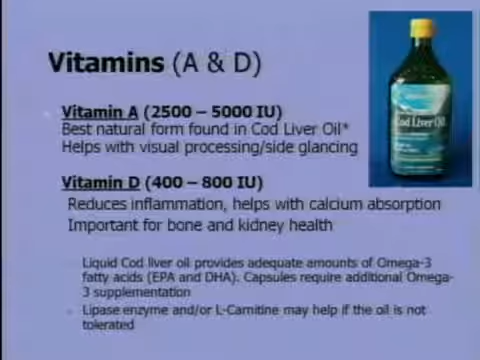 Vitamins (A & D)
Cod Liver Oil
Vitamin A (2500 – 5000 IU)
Best natural form found in Cod Liver Oil*
Helps with visual processing/side glancing
Vitamin D (400 – 800 IU)
Reduces inflammation, helps with calcium absorption
Important for bone and kidney health
Liquid Cod liver oil provides adequate amounts of Omega-3
fatty acids (EPA and DHA). Capsules require additional Omega-
3 supplementation
Lipase enzyme and/or L-Carnitine may help if the oil is not
tolerated